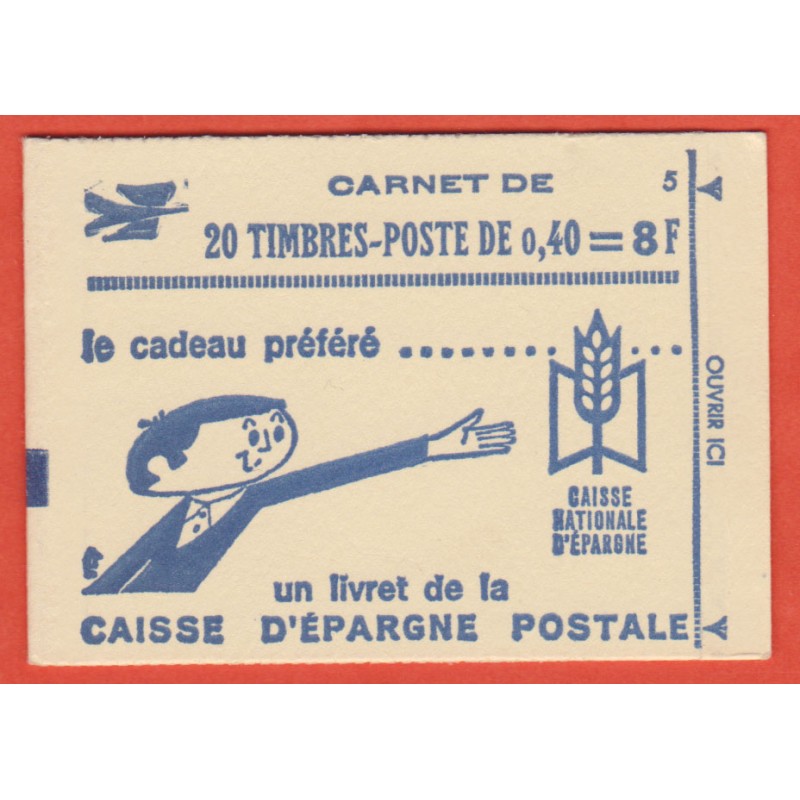 CARNET DE 5
20 TIMBRES-POSTE DE 0,40 = 8 F
le cadeau préféré ........ ...
OUVRIR ICI
CAISSE
NATIONALE
D'ÉPARGNE
un livret de la
CAISSE D'ÉPARGNE POSTALE